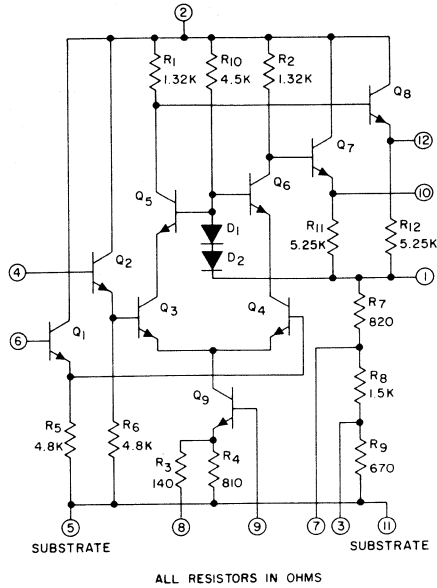 2
R1
1.32K
R10
4.5K
R2
1.32K
Q8
12
Q7
Q6
Q5
10
D1
R11
5.25K
R12
5.25K
Q2
D2
4
1
Q3
Q4
R7
820
Q1
6
R8
1.5K
Q9
R5
4.8K
R6
4.8K
R3
140
R4
810
R9
670
5
8
9
7
3
11
SUBSTRATE
SUBSTRATE
ALL RESISTORS IN OHMS